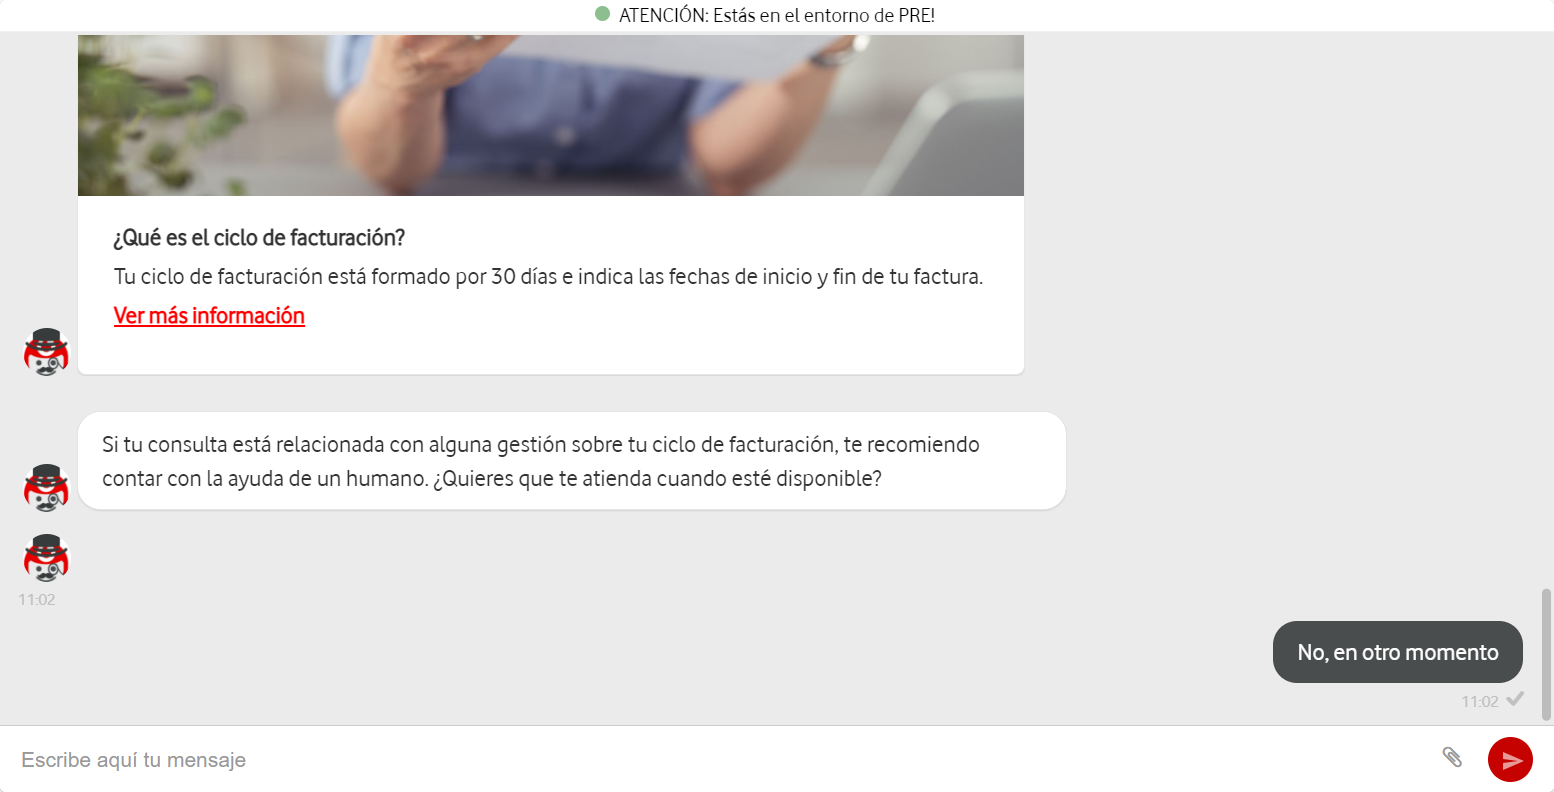 ATENCIÓN: Estás en el entorno de PRE!
¿Qué es el ciclo de facturación?
Tu ciclo de facturación está formado por 30 días e indica las fechas de inicio y fin de tu factura.
Ver más información
Si tu consulta está relacionada con alguna gestión sobre tu ciclo de facturación, te recomiendo
contar con la ayuda de un humano. ¿Quieres que te atienda cuando esté disponible?
11:02
No, en otro momento
11:02
Escribe aquí tu mensaje